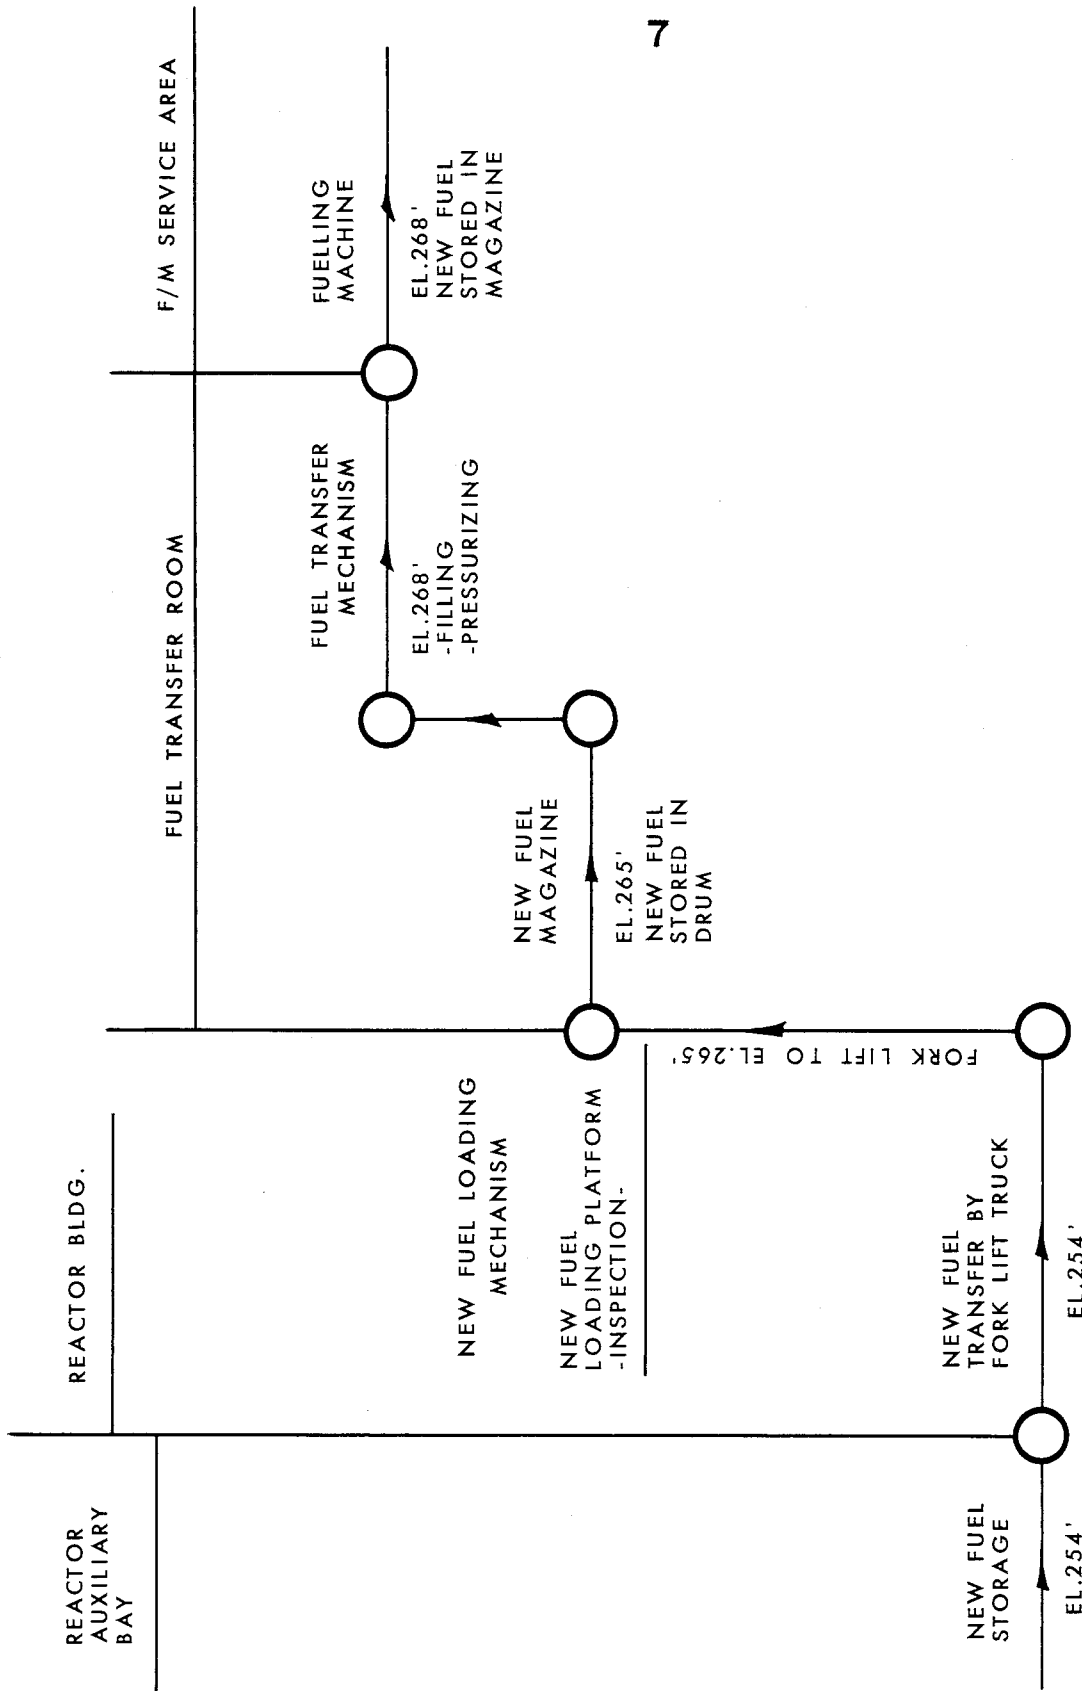 7
REACTOR
AUXILIARY
BAY
REACTOR BLDG.
FUEL TRANSFER ROOM
F/M SERVICE AREA
NEW FUEL
STORAGE
EL.254'
NEW FUEL
TRANSFER BY
FORK LIFT TRUCK
EL.254'
FORK LIFT TO EL.265'
NEW FUEL LOADING
MECHANISM
NEW FUEL
LOADING PLATFORM
-INSPECTION-
NEW FUEL
MAGAZINE
EL.265'
NEW FUEL
STORED IN
DRUM
FUEL TRANSFER
MECHANISM
EL.268'
-FILLING
-PRESSURIZING
FUELLING
MACHINE
EL.268'
NEW FUEL
STORED IN
MAGAZINE